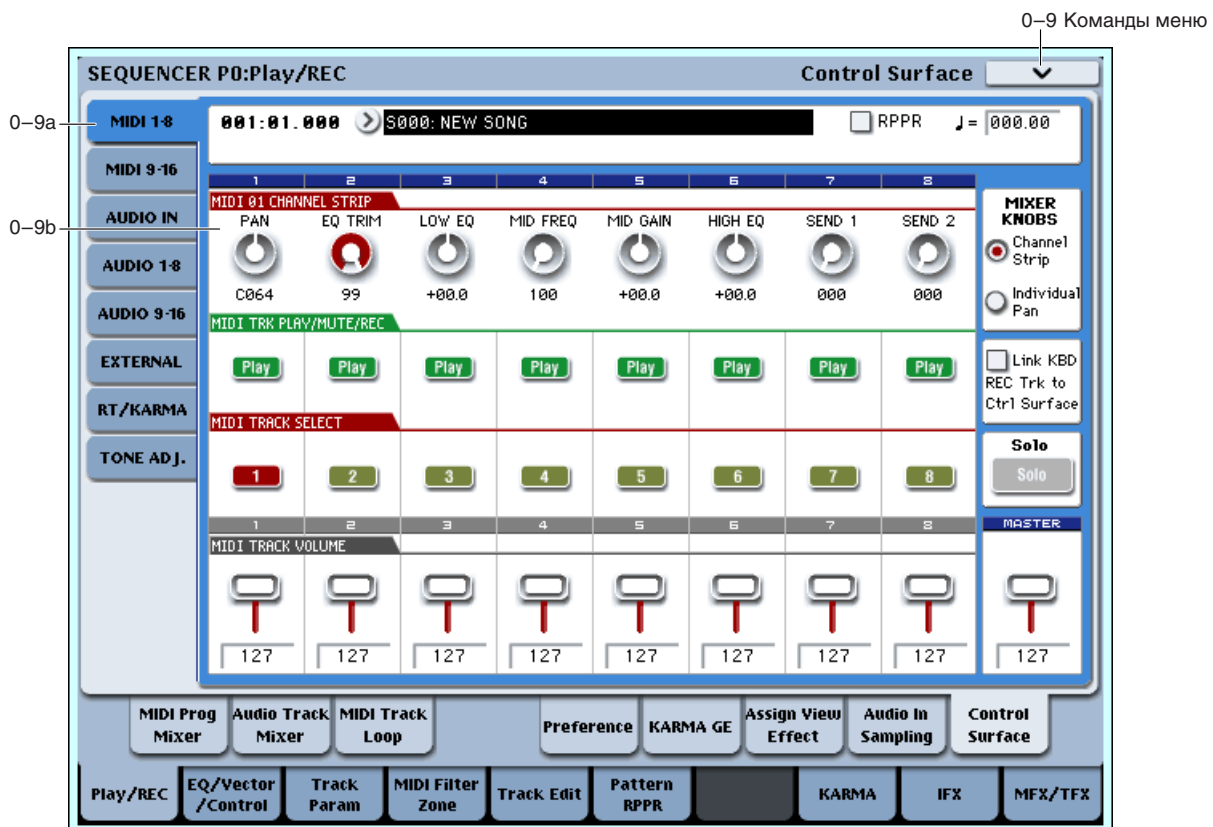 0–9 Команды меню
SEQUENCER P0:Play/REC
Control Surface
0–9a
MIDI 1-8
001:01.000
S000: NEW SONG
RPPR
♩= 000.00
MIDI 9-16
AUDIO IN
0–9b
AUDIO 1-8
AUDIO 9-16
EXTERNAL
RT/KARMA
TONE ADJ.
1 2 3 4 5 6 7 8
MIDI 01 CHANNEL STRIP
PAN EQ TRIM LOW EQ MID FREQ MID GAIN HIGH EQ SEND 1 SEND 2
C064 99 +00.0 100 +00.0 +00.0 000 000
MIXER
KNOBS
Channel
Strip
Individual
Pan
MIDI TRK PLAY/MUTE/REC
Play Play Play Play Play Play Play Play
Link KBD
REC Trk to
Ctrl Surface
MIDI TRACK SELECT
1 2 3 4 5 6 7 8
Solo
Solo
1 2 3 4 5 6 7 8
MASTER
MIDI TRACK VOLUME
127 127 127 127 127 127 127 127 127
MIDI Prog
Mixer
Audio Track
Mixer
MIDI Track
Loop
Preference
KARMA GE
Assign View
Effect
Audio In
Sampling
Control
Surface
Play/REC
EQ/Vector
/Control
Track
Param
MIDI Filter
Zone
Track Edit
Pattern
RPPR
KARMA
IFX
MFX/TFX